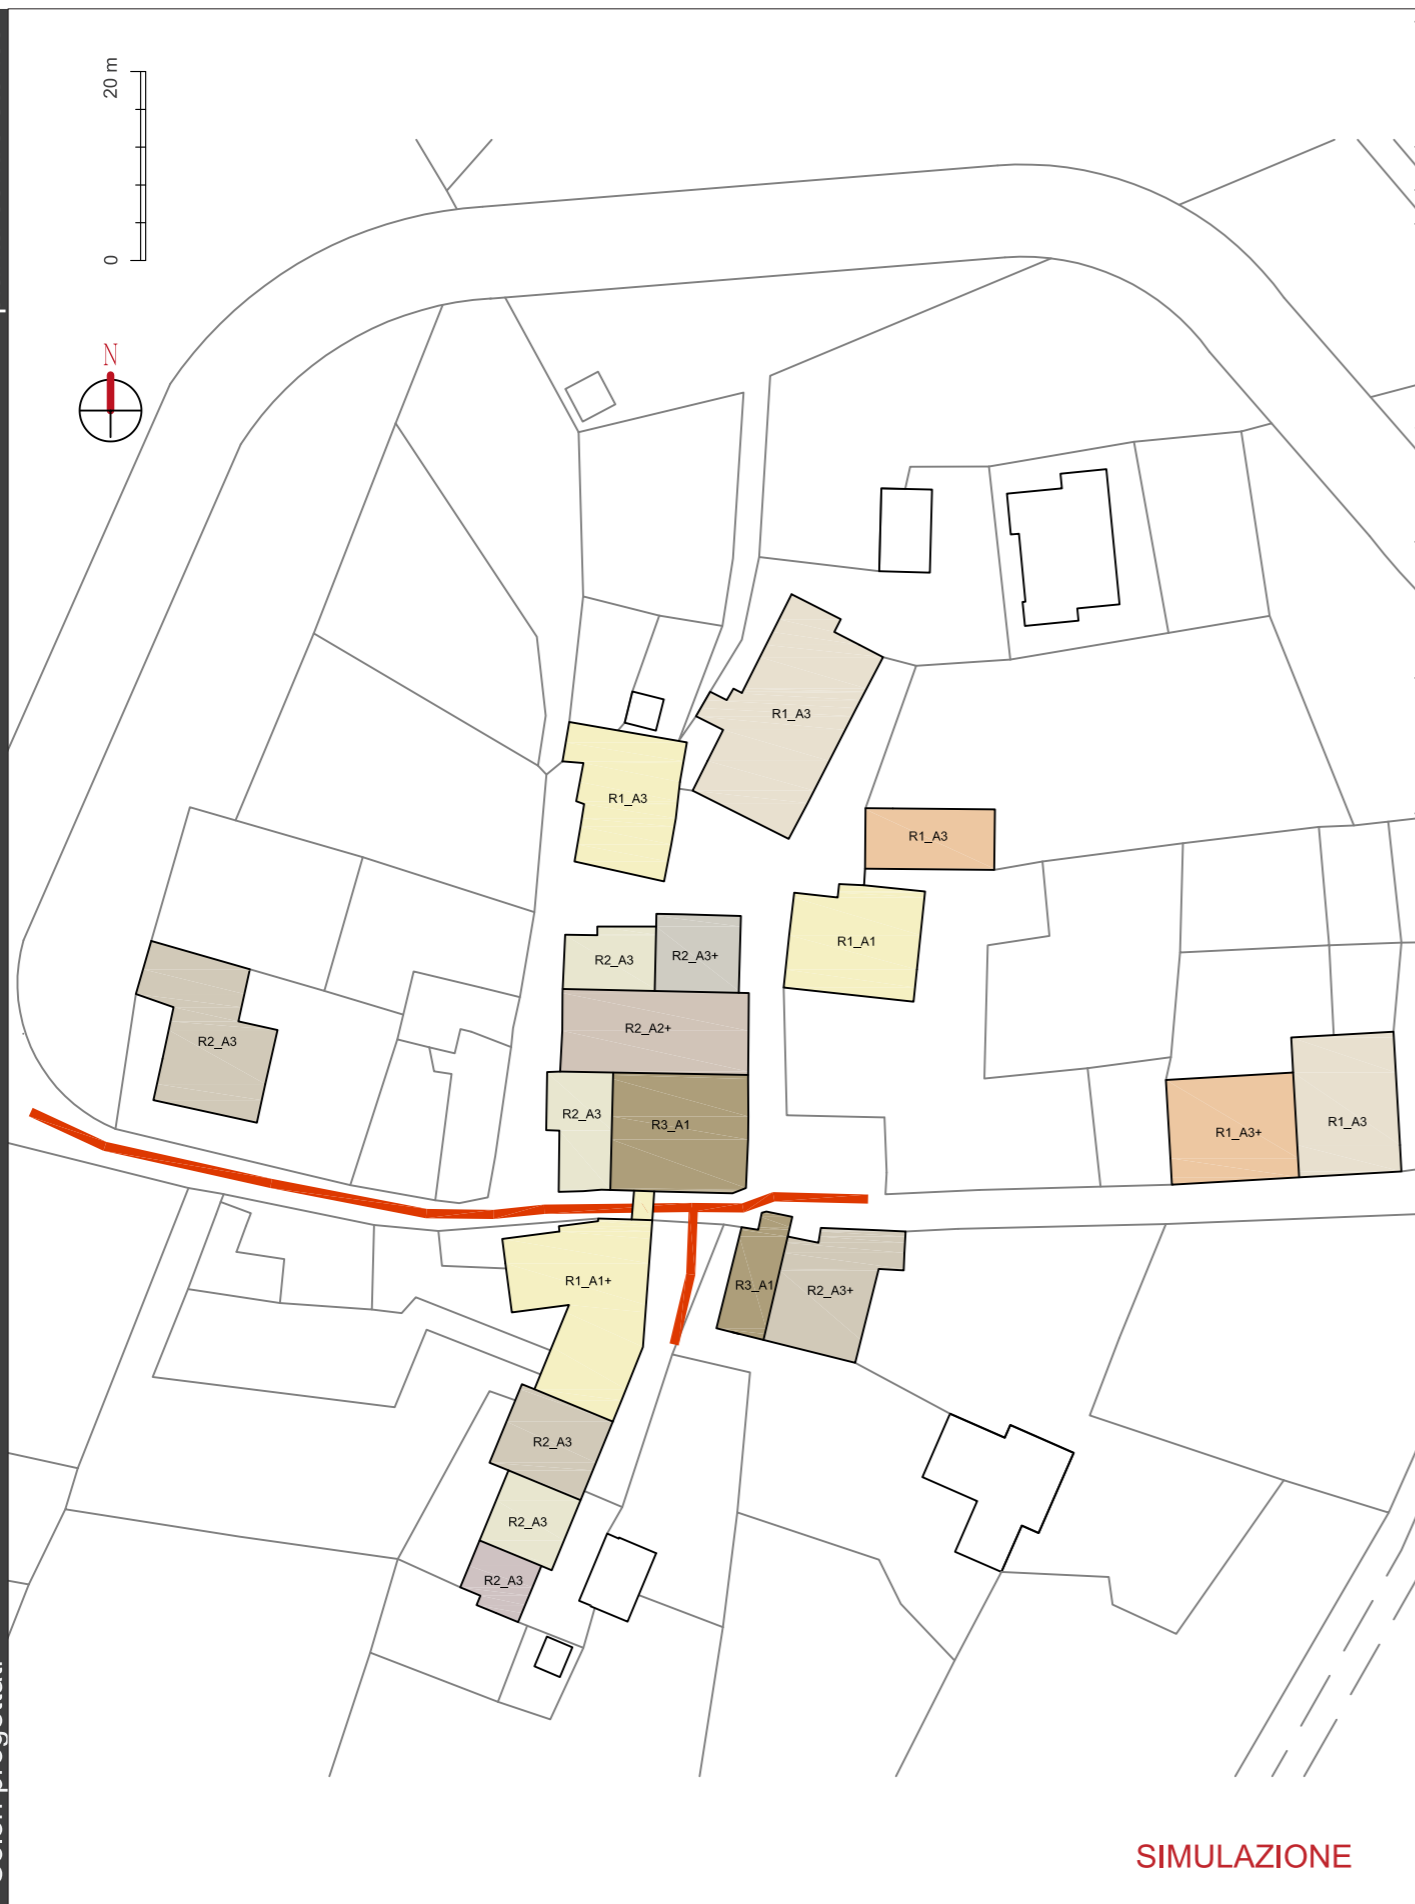 20 m
0
N
R1_A3
R1_A3
R1_A3
R1_A1
R2_A3
R2_A3+
R2_A2+
R2_A3
R2_A3
R3_A1
R1_A3
R1_A3+
R1_A1+
R3_A1
R2_A3+
R2_A3
R2_A3
R2_A3
SIMULAZIONE